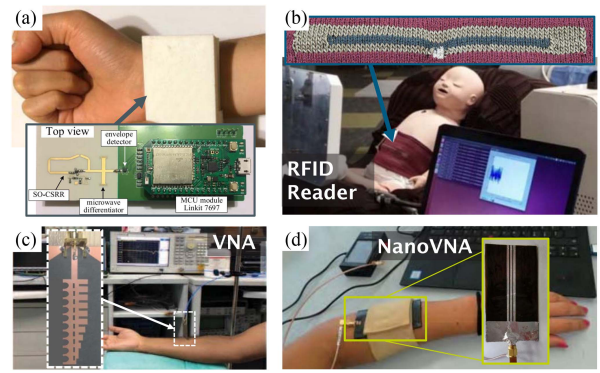 (a)
Top view
envelope
detector
SO-CSRR
microwave
differentiator
MCU module
Linkit 7697
(b)
RFID
Reader
(c)
VNA
(d)
NanoVNA